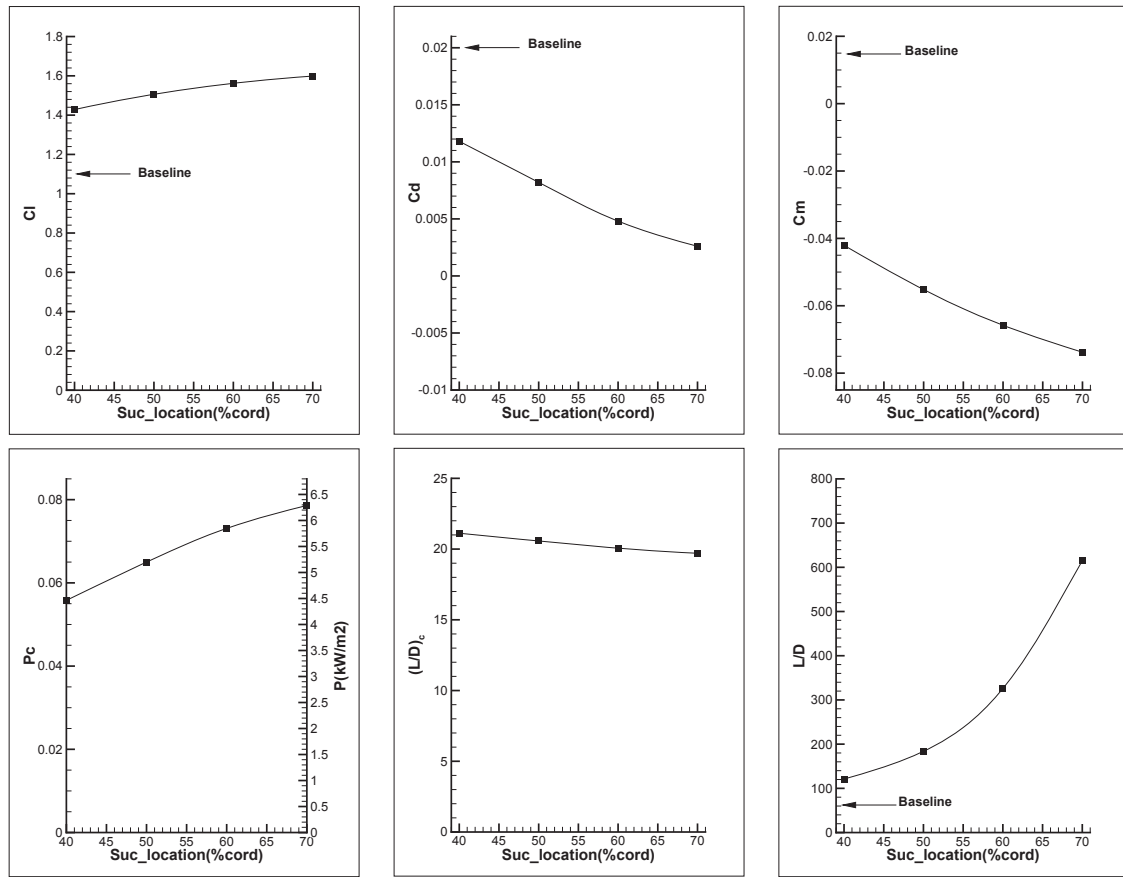 1.8
1.6
1.4
1.2
1
0.8
0.6
0.4
0.2
0
Cl
Baseline
40 45 50 55 60 65 70
Suc_location(%cord)
0.02
0.015
0.01
0.005
0
-0.005
-0.01
Cd
Baseline
40 45 50 55 60 65 70
Suc_location(%cord)
0.02
0
-0.02
-0.04
-0.06
-0.08
Cm
Baseline
40 45 50 55 60 65 70
Suc_location(%cord)
0.08
0.06
0.04
0.02
0
Pc
6.5
6
5.5
5
4.5
4
3.5
3
2.5
2
1.5
1
0.5
0
P(kW/m2)
40 45 50 55 60 65 70
Suc_location(%cord)
25
20
15
10
5
0
(L/D)c
40 45 50 55 60 65 70
Suc_location(%cord)
800
700
600
500
400
300
200
100
0
L/D
Baseline
40 45 50 55 60 65 70
Suc_location(%cord)